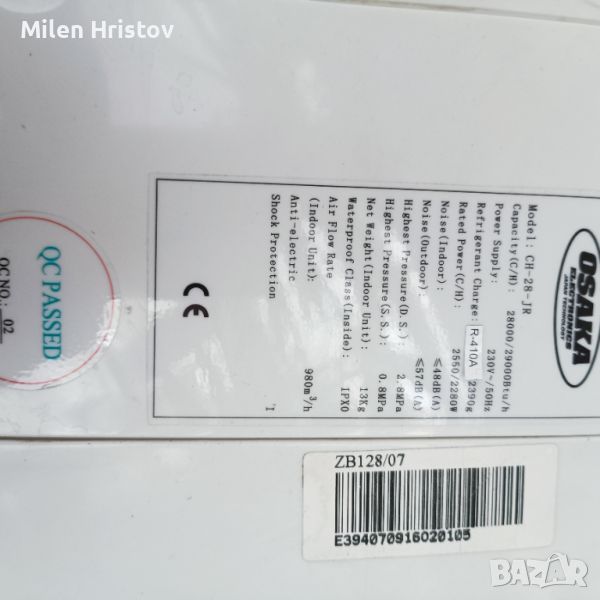 Milen Hristov
OSAKA
ELECTRONICS
JAPAN TECHNOLOGY
Model: CH-28-JR
Capacity(C/H): 28000/29000Btu/h
Power Supply: 230V~/50Hz
Refrigerant Charge: R-410A 2390g
Rated Power(C/H): 2550/2280W
Noise(Indoor): ≤48dB(A)
Noise(Outdoor): ≤57dB(A)
Highest Pressure(D.S.): 2.8MPa
Highest Pressure(S.S.): 0.8MPa
Net Weight(Indoor Unit): 13Kg
Waterproof Class(Inside): IPX0
Air Flow Rate
(Indoor Unit): 980m³/h
Anti-electric
Shock Protection 'I
CE
QC PASSED
QC NO.: 02
ZB128/07
E394070916020105
BAZAR